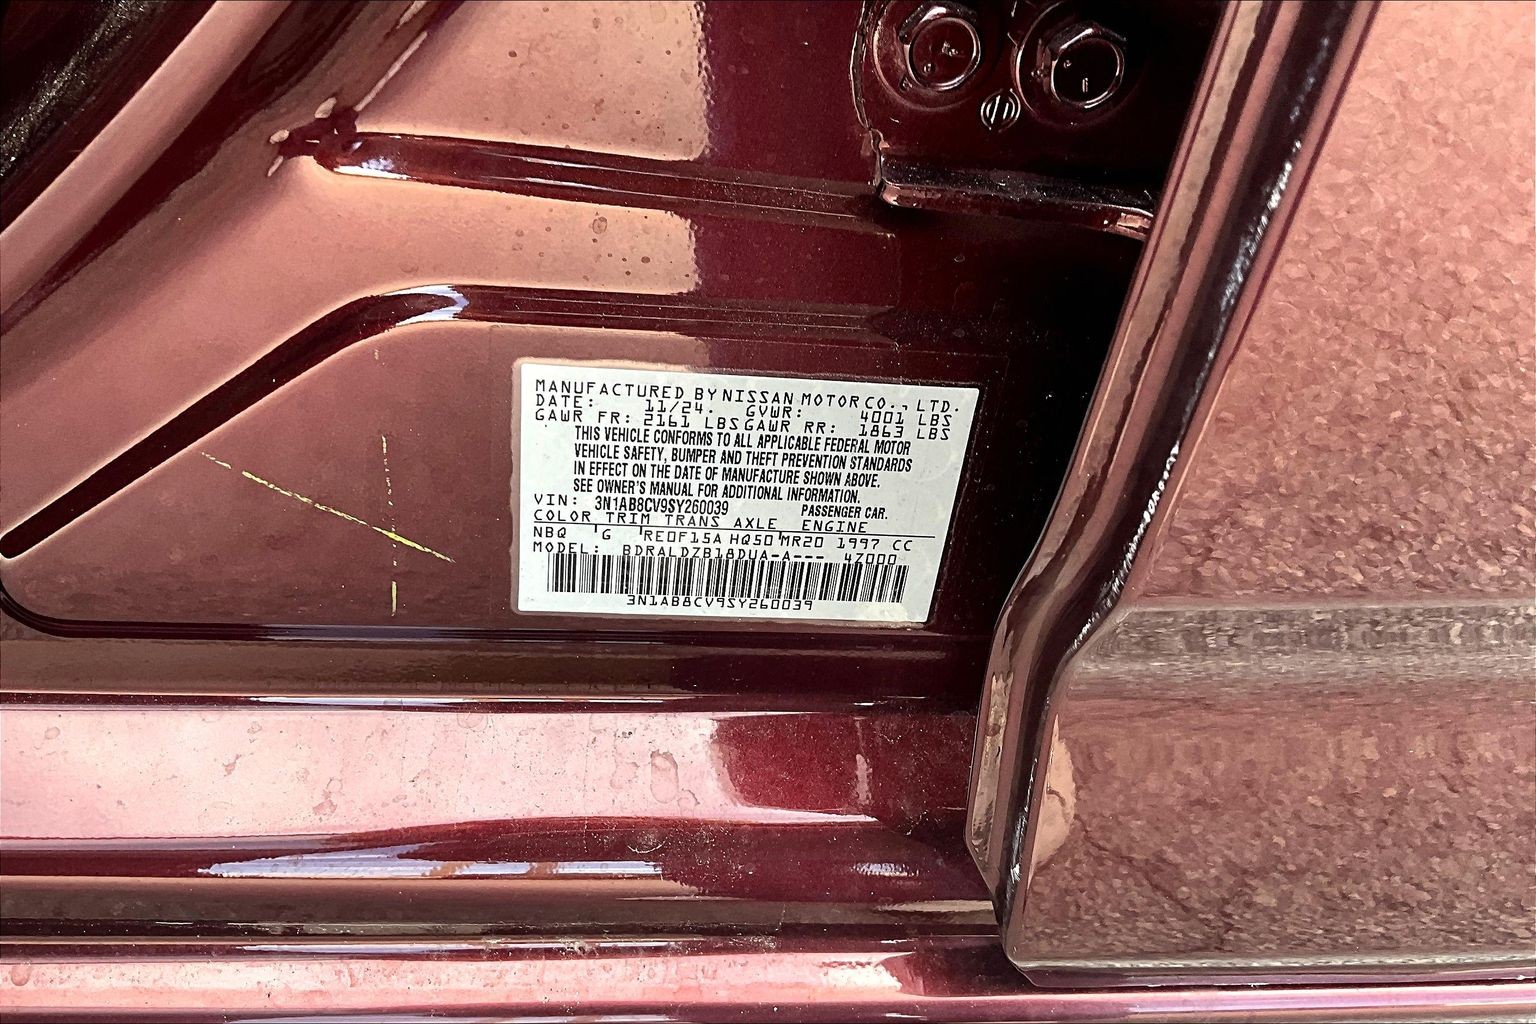 MANUFACTURED BY NISSAN MOTOR CO., LTD.
DATE: 11/24. GVWR: 4001 LBS
GAWR FR: 2161 LBS GAWR RR: 1863 LBS
THIS VEHICLE CONFORMS TO ALL APPLICABLE FEDERAL MOTOR
VEHICLE SAFETY, BUMPER AND THEFT PREVENTION STANDARDS
IN EFFECT ON THE DATE OF MANUFACTURE SHOWN ABOVE.
SEE OWNER'S MANUAL FOR ADDITIONAL INFORMATION.
VIN: 3N1AB8CV9SY260039 PASSENGER CAR.
COLOR TRIM TRANS AXLE ENGINE
NBQ G RE0F15A HQ50 MR20 1997 CC
MODEL: BDRALDZB18DUA-A--- 47000
3N1AB8CV9SY260039